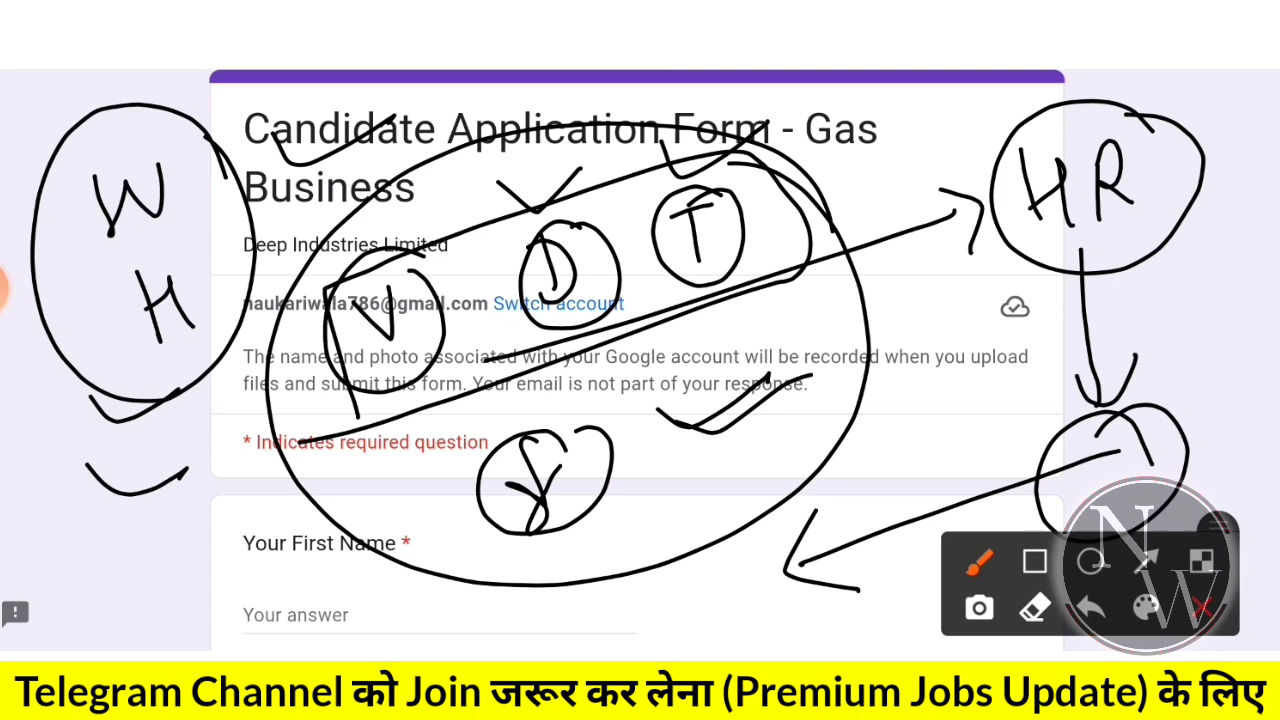 Candidate Application Form - Gas
Business
W
H
HR
Deep Industries Limited
N
D
T
naukariwala786@gmail.com Switch account
The name and photo associated with your Google account will be recorded when you upload
files and submit this form. Your email is not part of your response.
* Indicates required question
Your First Name *
NW
Your answer
Telegram Channel को Join जरूर कर लेना (Premium Jobs Update) के लिए